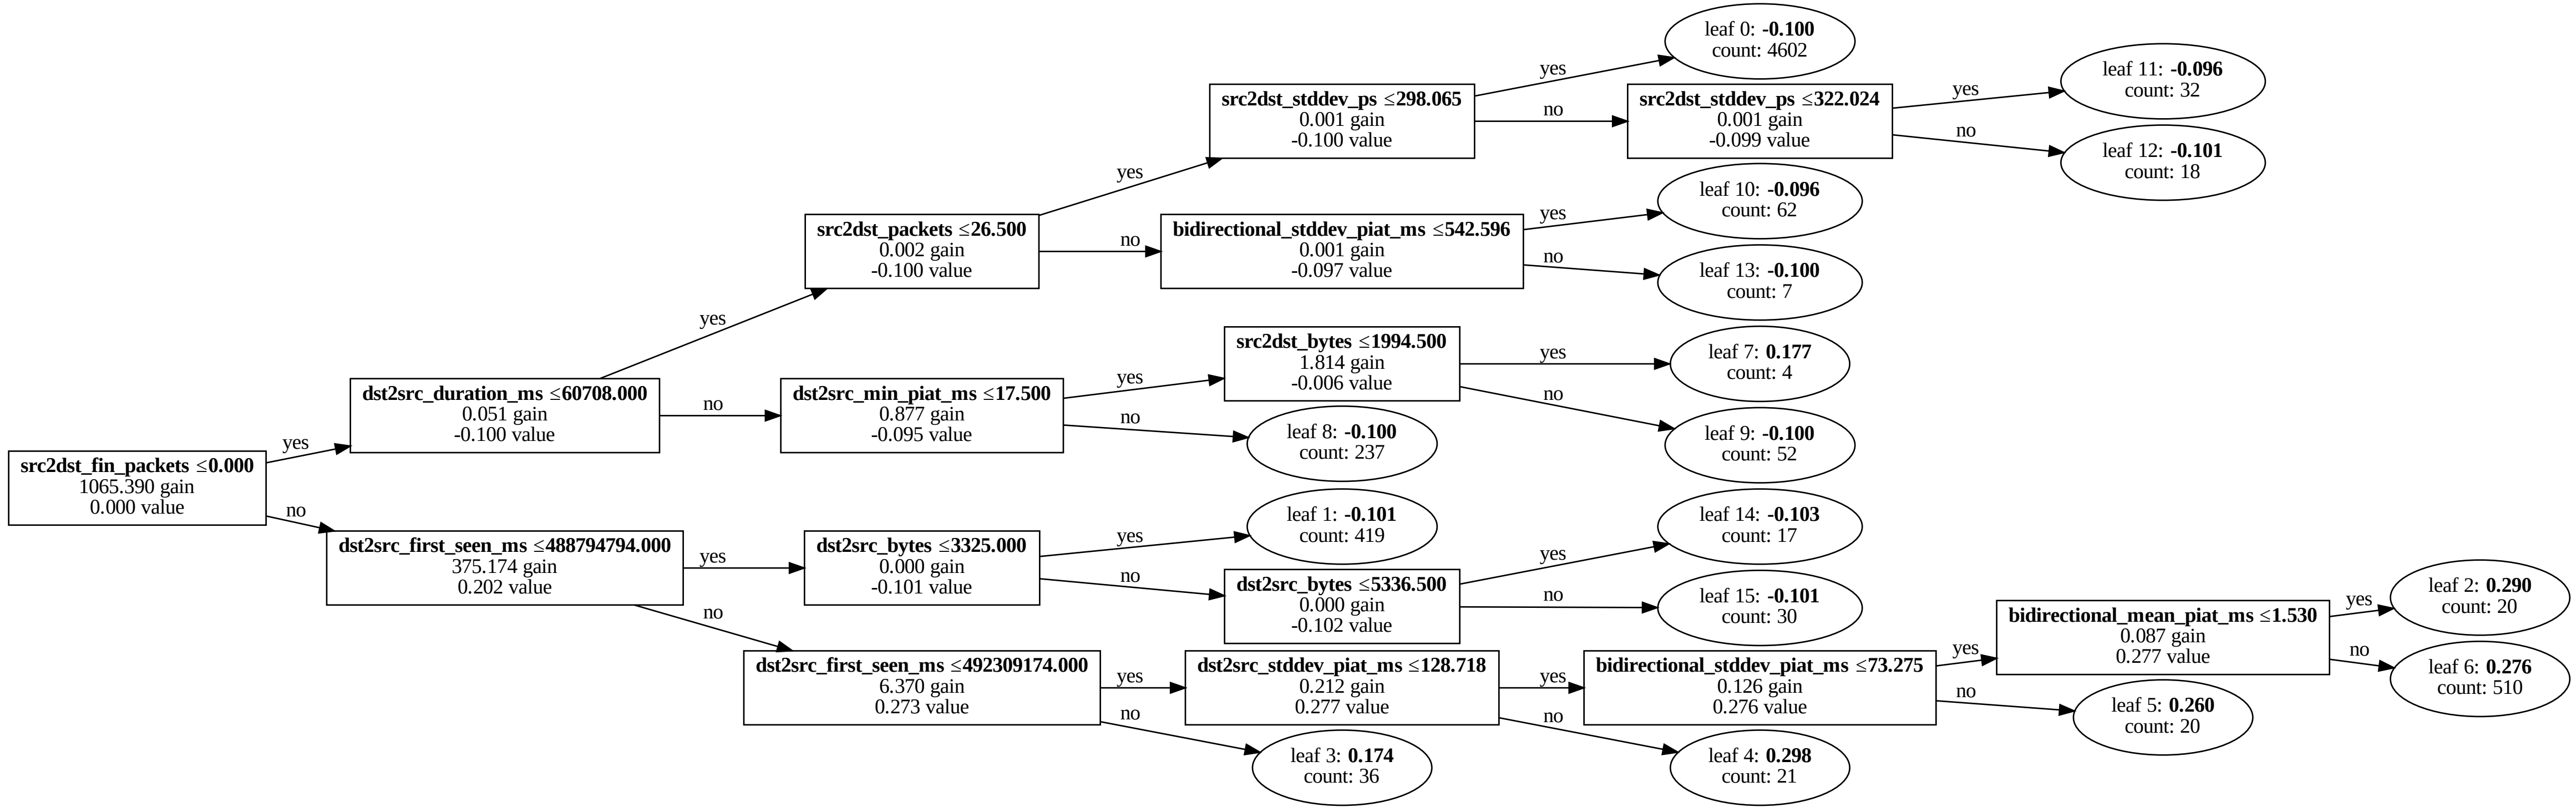 src2dst_fin_packets ≤0.000
1065.390 gain
0.000 value
yes
no
dst2src_duration_ms ≤60708.000
0.051 gain
-0.100 value
yes
no
dst2src_first_seen_ms ≤488794794.000
375.174 gain
0.202 value
yes
no
src2dst_packets ≤26.500
0.002 gain
-0.100 value
yes
no
dst2src_min_piat_ms ≤17.500
0.877 gain
-0.095 value
yes
no
dst2src_bytes ≤3325.000
0.000 gain
-0.101 value
yes
no
dst2src_first_seen_ms ≤492309174.000
6.370 gain
0.273 value
yes
no
src2dst_stddev_ps ≤298.065
0.001 gain
-0.100 value
yes
no
bidirectional_stddev_piat_ms ≤542.596
0.001 gain
-0.097 value
yes
no
src2dst_bytes ≤1994.500
1.814 gain
-0.006 value
yes
no
leaf 8: -0.100
count: 237
leaf 1: -0.101
count: 419
dst2src_bytes ≤5336.500
0.000 gain
-0.102 value
yes
no
dst2src_stddev_piat_ms ≤128.718
0.212 gain
0.277 value
yes
no
leaf 3: 0.174
count: 36
leaf 0: -0.100
count: 4602
src2dst_stddev_ps ≤322.024
0.001 gain
-0.099 value
yes
no
leaf 10: -0.096
count: 62
leaf 13: -0.100
count: 7
leaf 7: 0.177
count: 4
leaf 9: -0.100
count: 52
leaf 14: -0.103
count: 17
leaf 15: -0.101
count: 30
bidirectional_stddev_piat_ms ≤73.275
0.126 gain
0.276 value
yes
no
leaf 4: 0.298
count: 21
leaf 11: -0.096
count: 32
leaf 12: -0.101
count: 18
bidirectional_mean_piat_ms ≤1.530
0.087 gain
0.277 value
yes
no
leaf 5: 0.260
count: 20
leaf 2: 0.290
count: 20
leaf 6: 0.276
count: 510